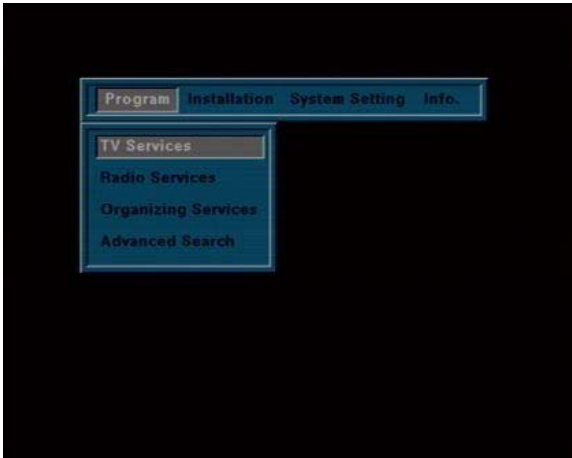 Program Installation System Setting Info.
TV Services
Radio Services
Organizing Services
Advanced Search